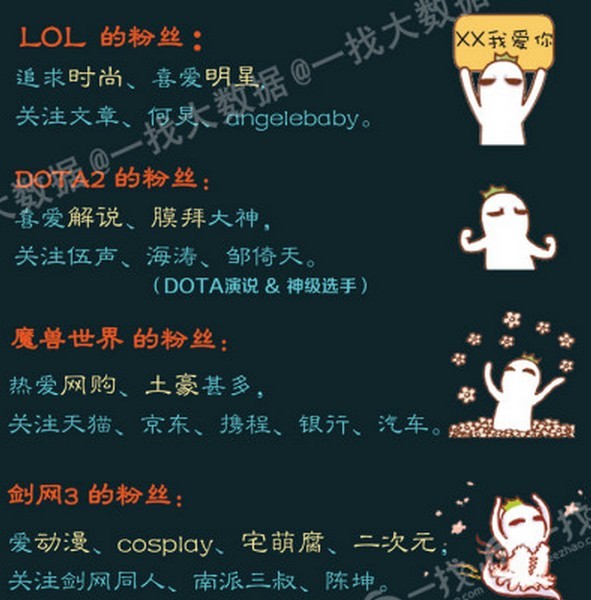 LOL 的粉丝：
XX我爱你
追求时尚、喜爱明星，
关注文章、何炅、angelebaby。
DOTA2 的粉丝：
喜爱解说、膜拜大神，
关注伍声、海涛、邹倚天。
（DOTA演说 & 神级选手）
魔兽世界 的粉丝：
热爱网购、土豪甚多，
关注天猫、京东、携程、银行、汽车。
剑网3 的粉丝：
爱动漫、cosplay、宅萌腐、二次元；
关注剑网同人、南派三叔、陈坤。
@一找大数据
@一找大数据